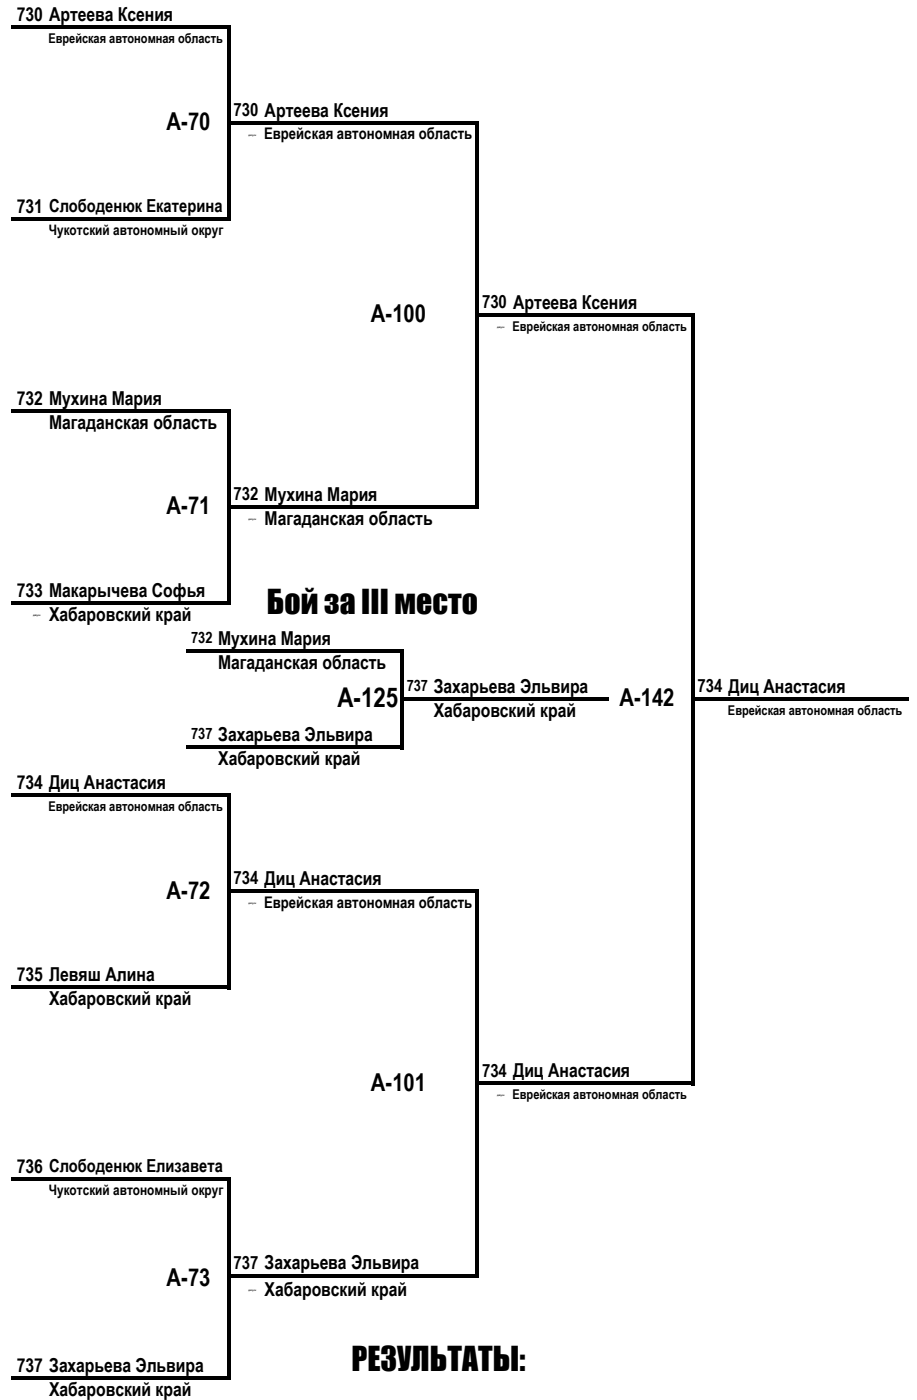 730 Артеева Ксения
Еврейская автономная область
А-70
730 Артеева Ксения
– Еврейская автономная область
731 Слободенюк Екатерина
Чукотский автономный округ
А-100
730 Артеева Ксения
– Еврейская автономная область
732 Мухина Мария
Магаданская область
А-71
732 Мухина Мария
– Магаданская область
733 Макарычева Софья
– Хабаровский край
Бой за III место
732 Мухина Мария
Магаданская область
А-125
737 Захарьева Эльвира
Хабаровский край
А-142
734 Диц Анастасия
Еврейская автономная область
737 Захарьева Эльвира
Хабаровский край
734 Диц Анастасия
Еврейская автономная область
А-72
734 Диц Анастасия
– Еврейская автономная область
735 Левяш Алина
Хабаровский край
А-101
734 Диц Анастасия
– Еврейская автономная область
736 Слободенюк Елизавета
Чукотский автономный округ
А-73
737 Захарьева Эльвира
– Хабаровский край
737 Захарьева Эльвира
Хабаровский край
РЕЗУЛЬТАТЫ: